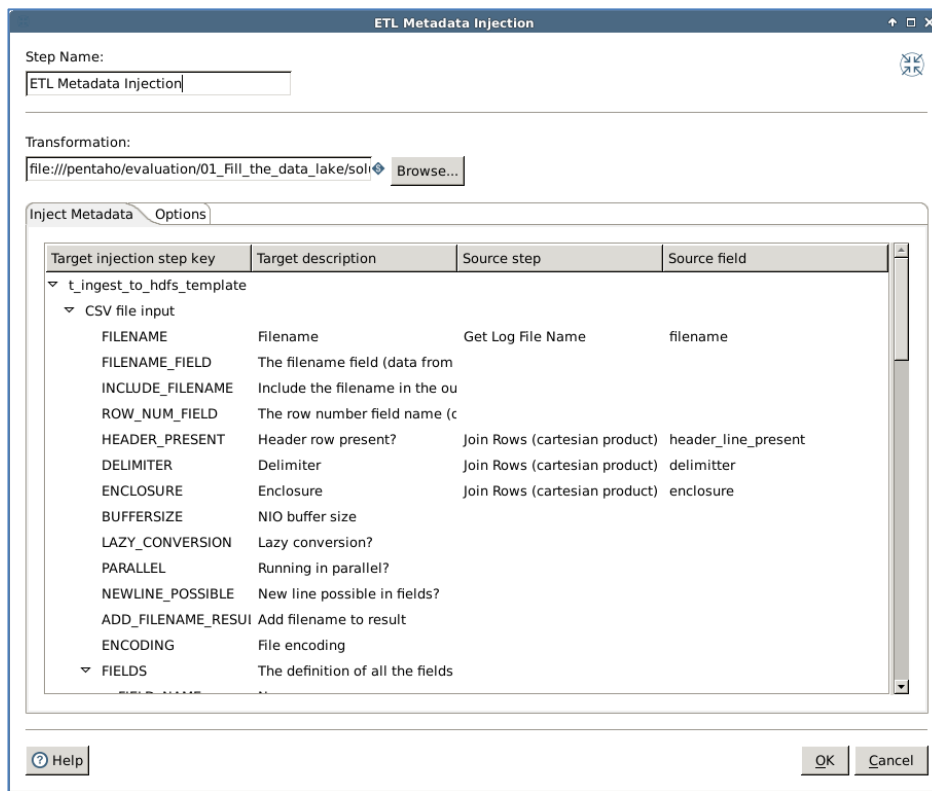 ETL Metadata Injection
Step Name:
ETL Metadata Injection
Transformation:
file:///pentaho/evaluation/01_Fill_the_data_lake/sol Browse...
Inject Metadata Options
Target injection step key Target description Source step Source field
t_ingest_to_hdfs_template
CSV file input
FILENAME Filename Get Log File Name filename
FILENAME_FIELD The filename field (data from
INCLUDE_FILENAME Include the filename in the ou
ROW_NUM_FIELD The row number field name (
HEADER_PRESENT Header row present? Join Rows (cartesian product) header_line_present
DELIMITER Delimiter Join Rows (cartesian product) delimitter
ENCLOSURE Enclosure Join Rows (cartesian product) enclosure
BUFFERSIZE NIO buffer size
LAZY_CONVERSION Lazy conversion?
PARALLEL Running in parallel?
NEWLINE_POSSIBLE New line possible in fields?
ADD_FILENAME_RESUL Add filename to result
ENCODING File encoding
FIELDS The definition of all the fields
Help OK Cancel